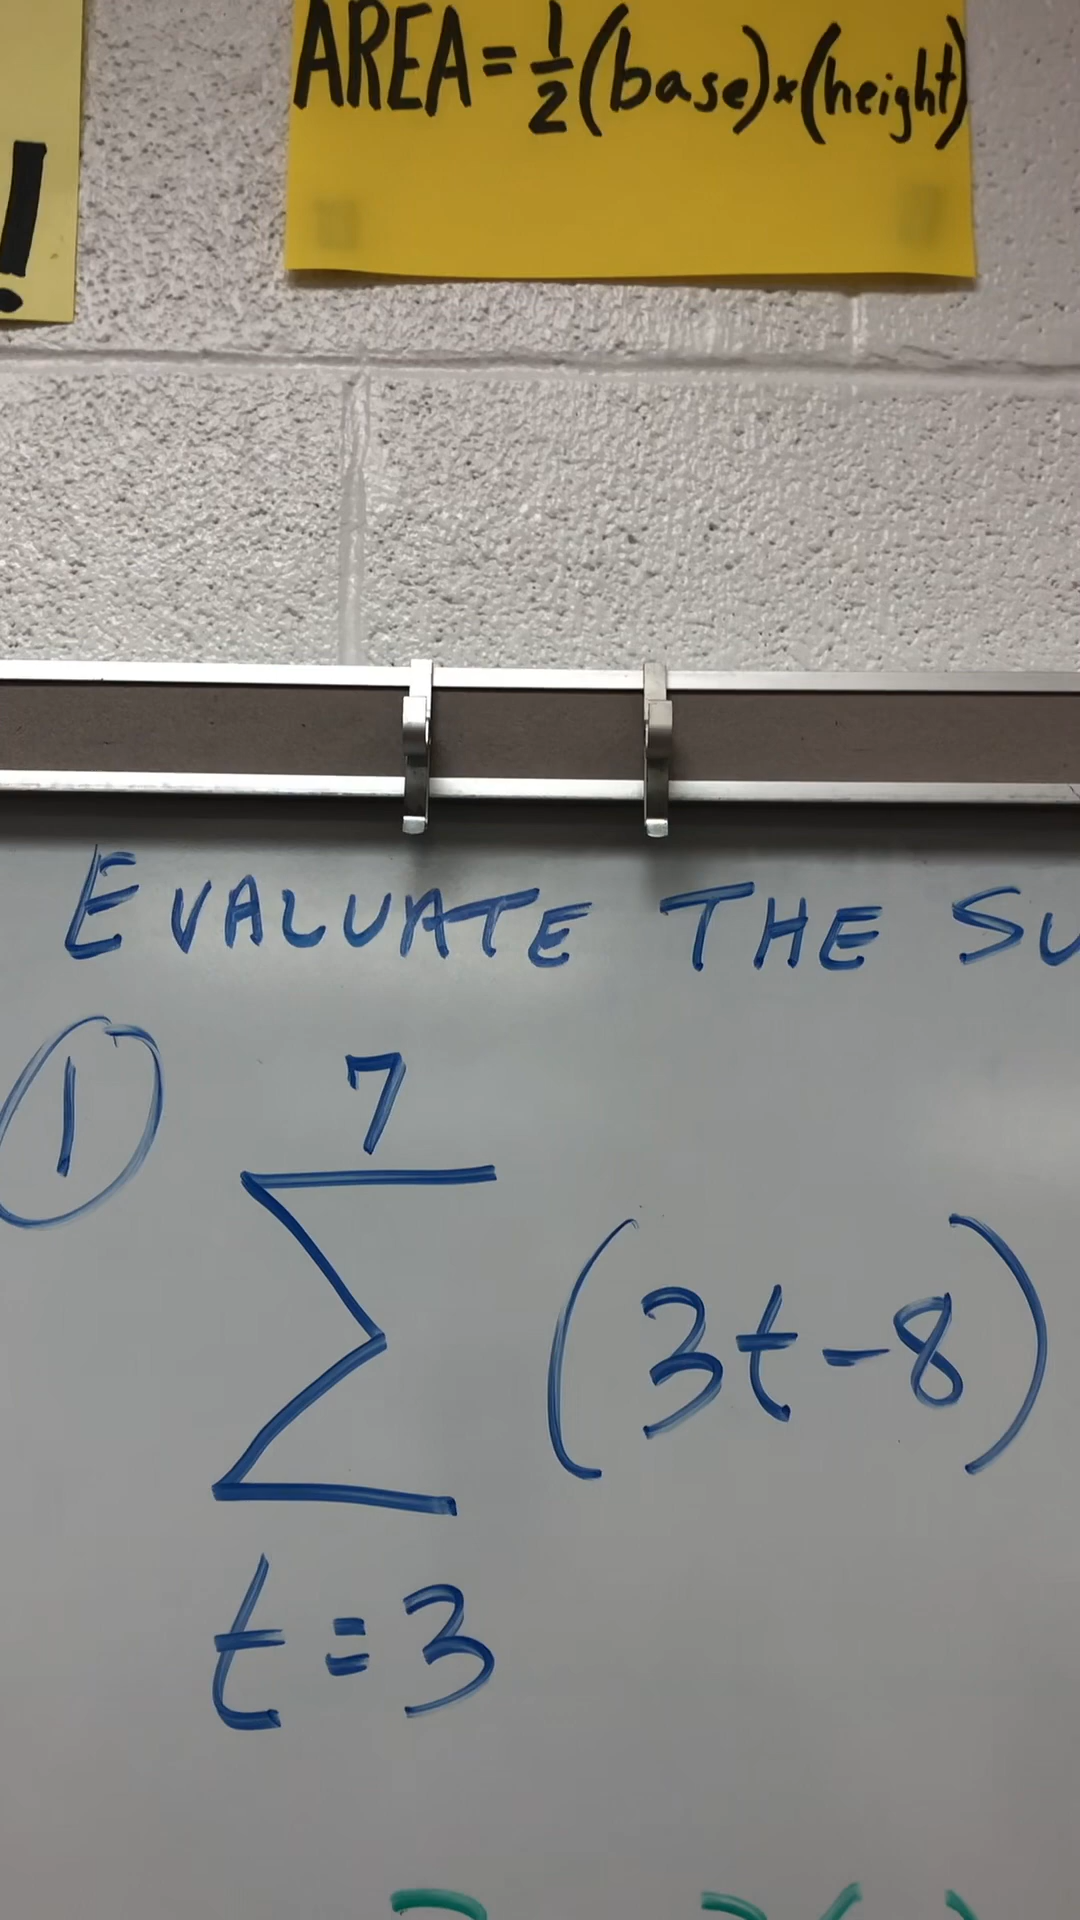 AREA = 1/2 (base) × (height)
!
EVALUATE THE SU
① 7
∑ (3t-8)
t = 3